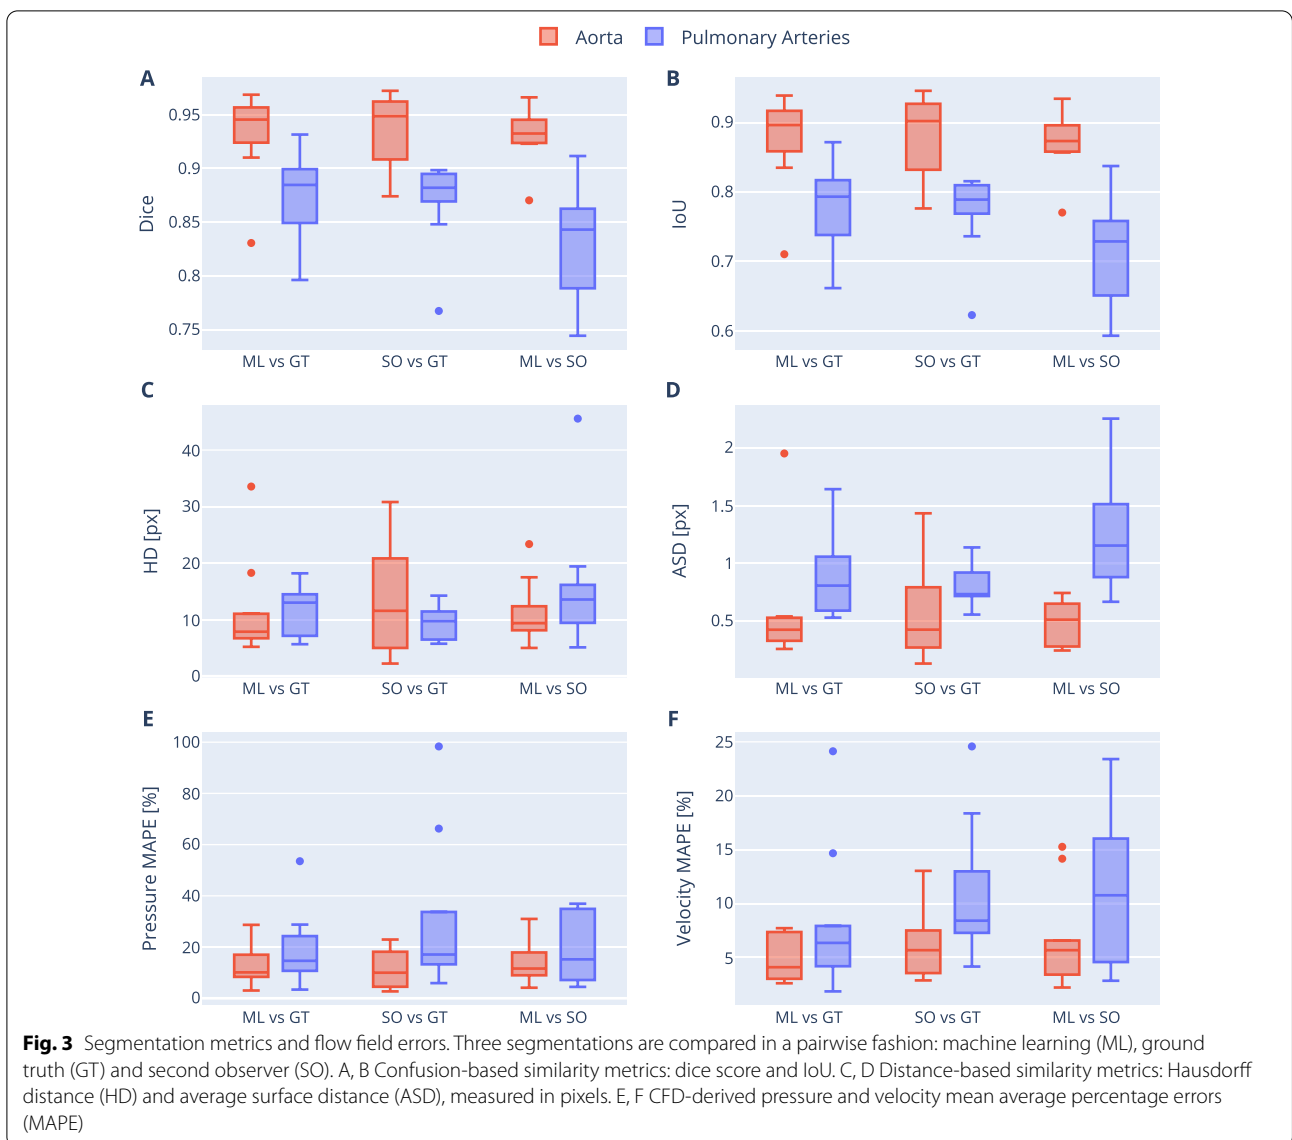 Aorta Pulmonary Arteries
A
0.95
0.9
0.85
0.8
0.75
Dice
ML vs GT SO vs GT ML vs SO
B
0.9
0.8
0.7
0.6
IoU
ML vs GT SO vs GT ML vs SO
C
40
30
20
10
0
HD [px]
ML vs GT SO vs GT ML vs SO
D
2
1.5
1
0.5
ASD [px]
ML vs GT SO vs GT ML vs SO
E
100
80
60
40
20
0
Pressure MAPE [%]
ML vs GT SO vs GT ML vs SO
F
25
20
15
10
5
Velocity MAPE [%]
ML vs GT SO vs GT ML vs SO
Fig. 3 Segmentation metrics and flow field errors. Three segmentations are compared in a pairwise fashion: machine learning (ML), ground
truth (GT) and second observer (SO). A, B Confusion-based similarity metrics: dice score and IoU. C, D Distance-based similarity metrics: Hausdorff
distance (HD) and average surface distance (ASD), measured in pixels. E, F CFD-derived pressure and velocity mean average percentage errors
(MAPE)